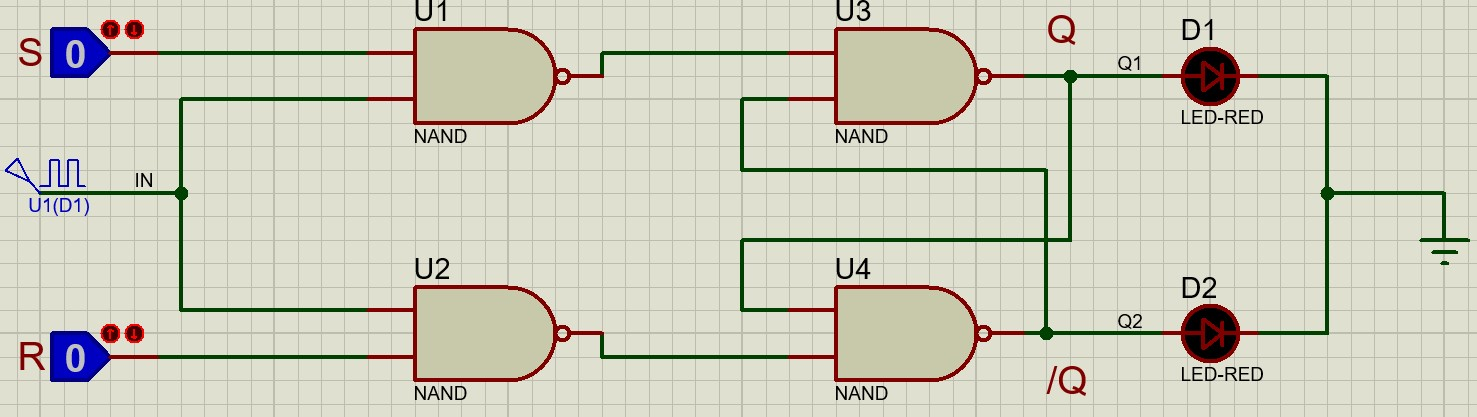 U1
U3
Q
D1
S
0
Q1
NAND
NAND
LED-RED
IN
U1(D1)
U2
U4
D2
R
0
Q2
NAND
NAND
/Q
LED-RED